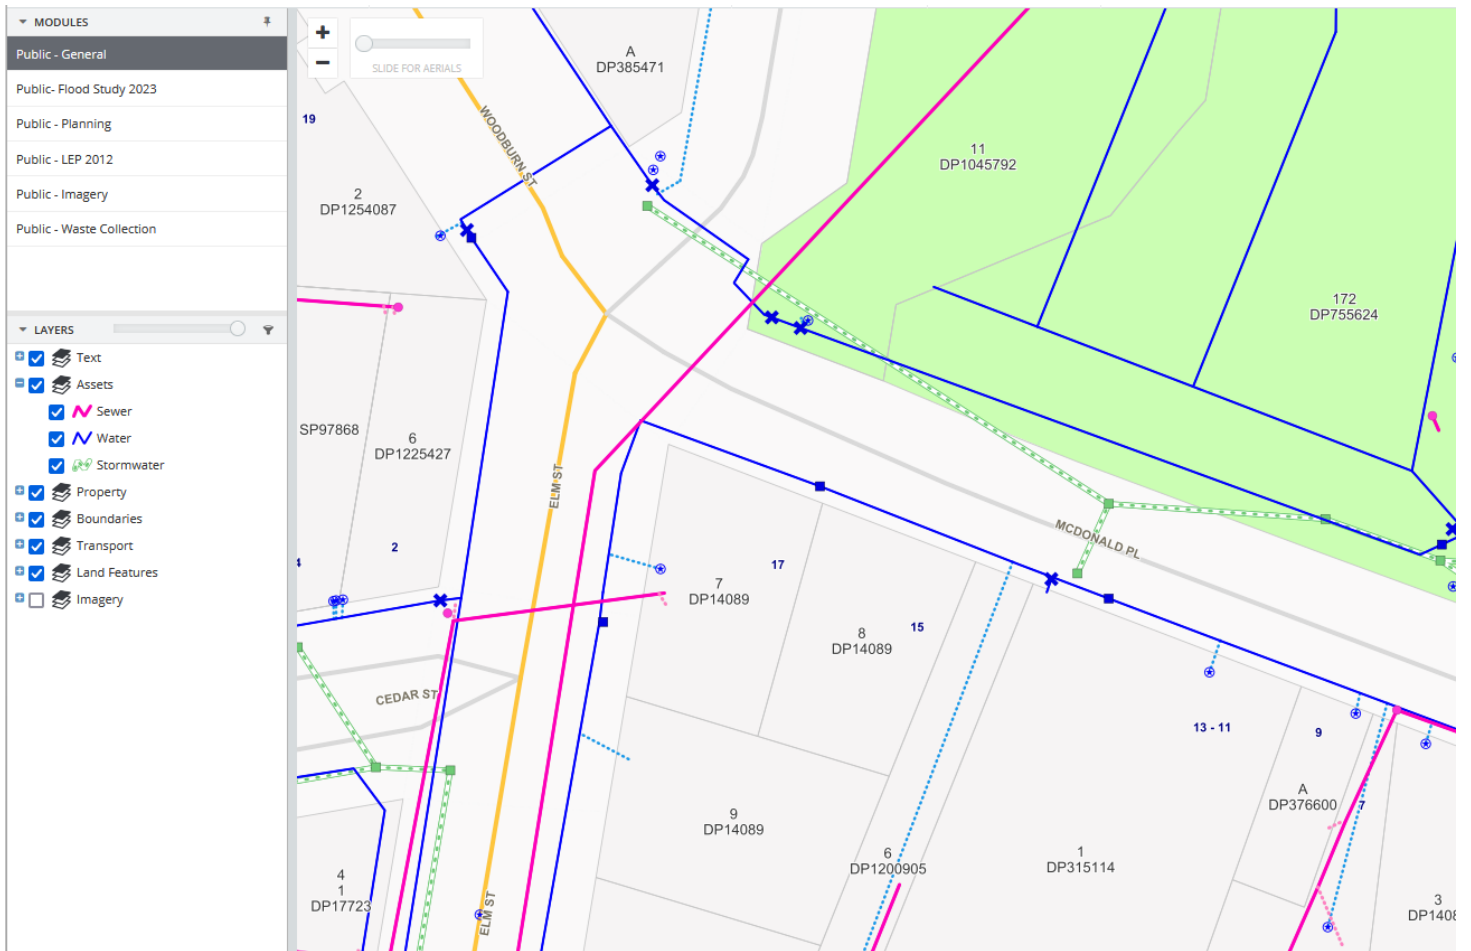 MODULES
Public - General
Public- Flood Study 2023
Public - Planning
Public - LEP 2012
Public - Imagery
Public - Waste Collection
LAYERS
Text
Assets
Sewer
Water
Stormwater
Property
Boundaries
Transport
Land Features
Imagery
SLIDE FOR AERIALS
A
DP385471
WOODBURN ST
19
11
DP1045792
2
DP1254087
172
DP755624
SP97868
6
DP1225427
ELM ST
MCDONALD PL
4
2
17
7
DP14089
15
8
DP14089
CEDAR ST
13 - 11
9
A
DP376600
7
9
DP14089
6
DP1200905
1
DP315114
4
1
DP17723
ELM ST
3
DP1408